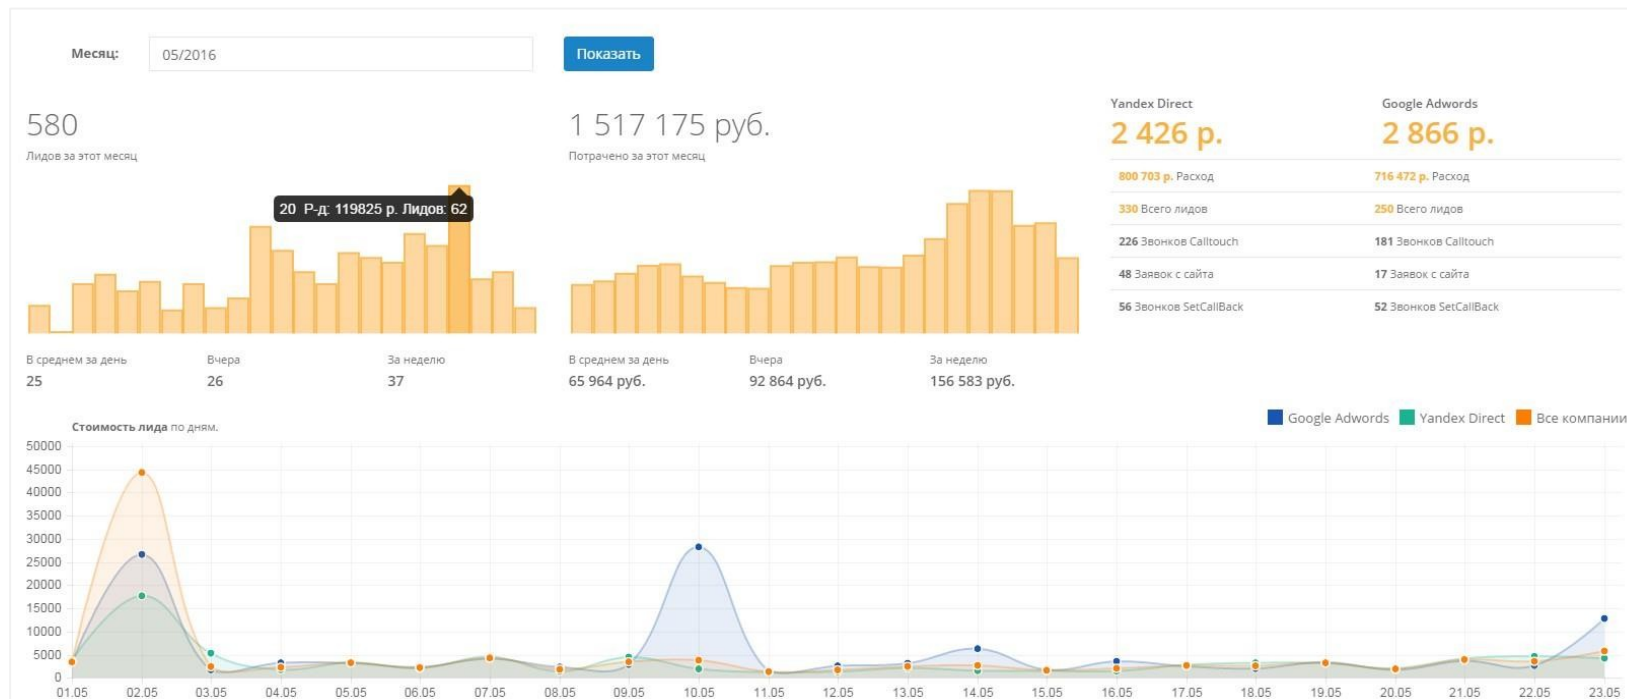 Месяц:
05/2016
Показать
580
Лидов за этот месяц
20 Р-д: 119825 р. Лидов: 62
В среднем за день Вчера За неделю
25 26 37
1 517 175 руб.
Потрачено за этот месяц
В среднем за день Вчера За неделю
65 964 руб. 92 864 руб. 156 583 руб.
Yandex Direct Google Adwords
2 426 р. 2 866 р.
800 703 р. Расход 716 472 р. Расход
330 Всего лидов 250 Всего лидов
226 Звонков Calltouch 181 Звонков Calltouch
48 Заявок с сайта 17 Заявок с сайта
56 Звонков SetCallBack 52 Звонков SetCallBack
Стоимость лида по дням.
Google Adwords Yandex Direct Все компании
50000
45000
40000
35000
30000
25000
20000
15000
10000
5000
0
01.05 02.05 03.05 04.05 05.05 06.05 07.05 08.05 09.05 10.05 11.05 12.05 13.05 14.05 15.05 16.05 17.05 18.05 19.05 20.05 21.05 22.05 23.05